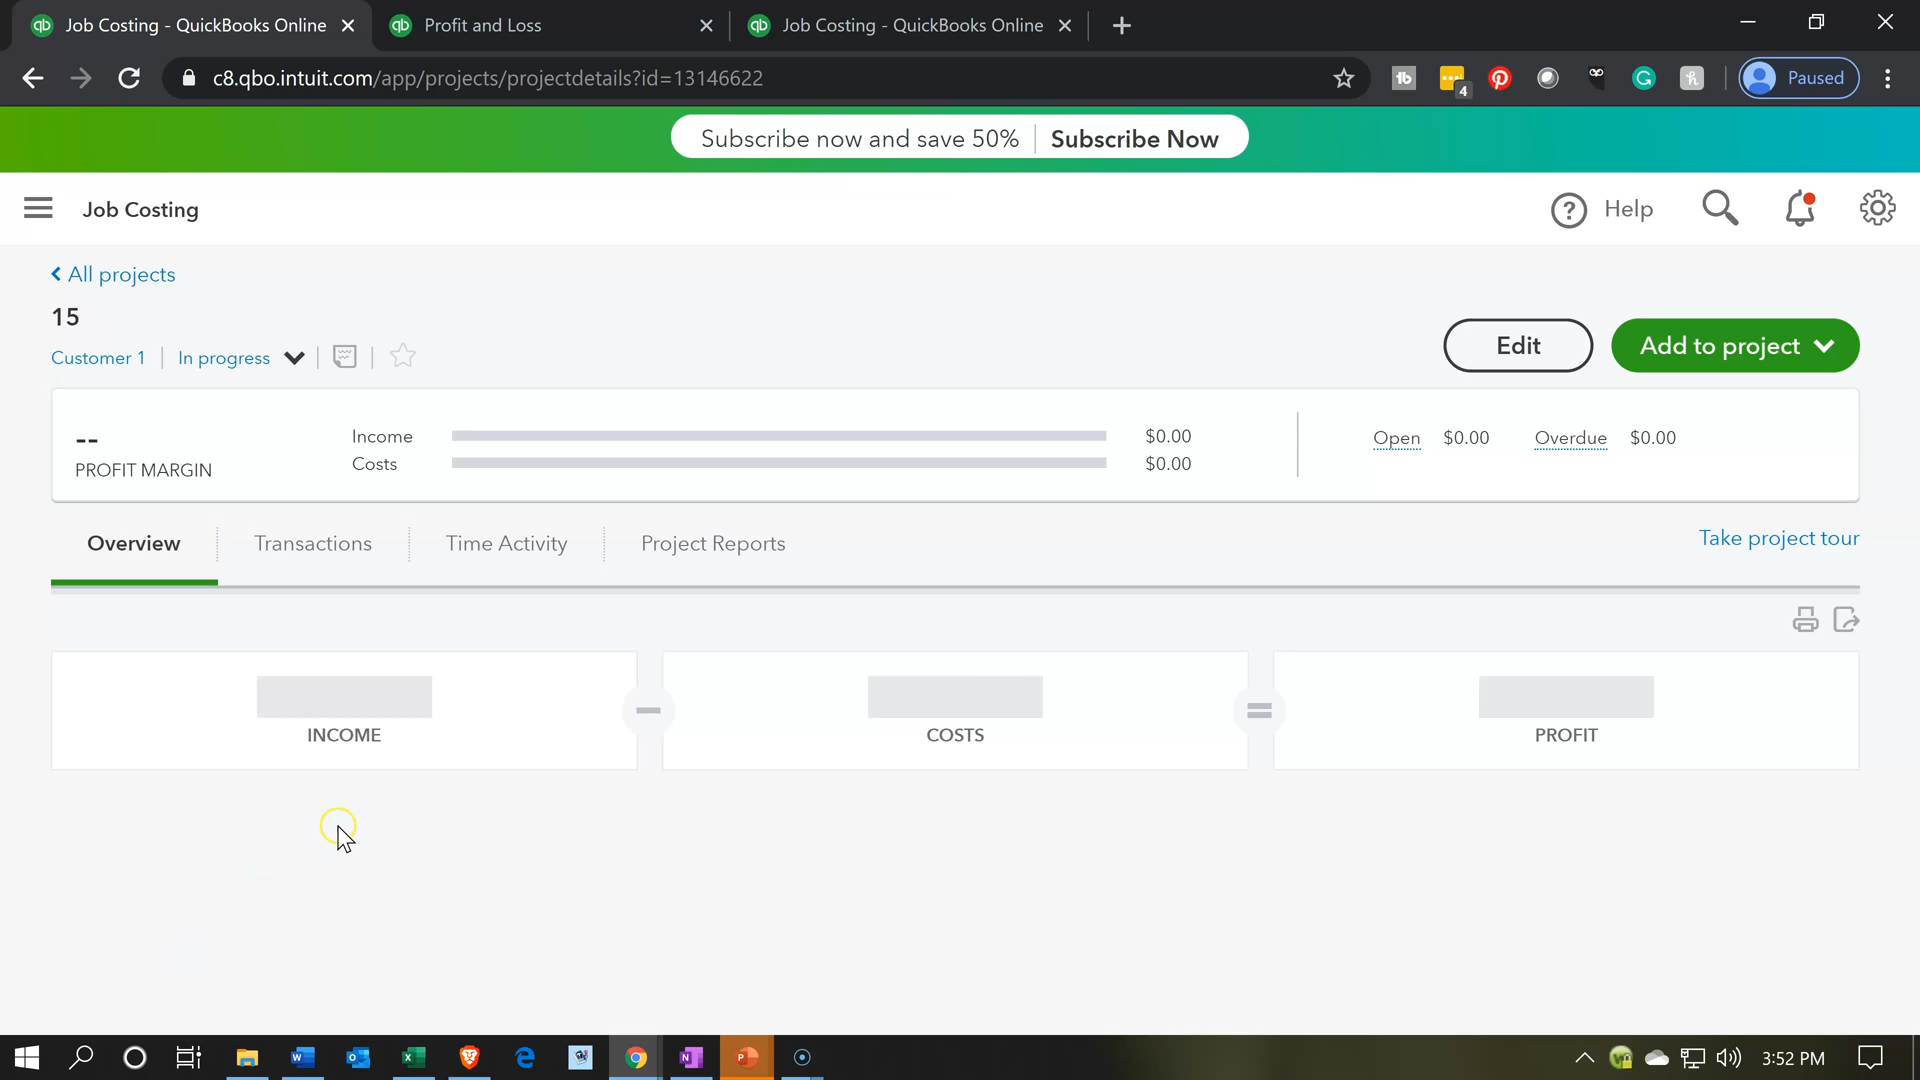 Job Costing - QuickBooks Online
Profit and Loss
Job Costing - QuickBooks Online
c8.qbo.intuit.com/app/projects/projectdetails?id=13146622
4
Paused
Subscribe now and save 50%
Subscribe Now
Job Costing
Help
All projects
15
Customer 1
In progress
Edit
Add to project
--
PROFIT MARGIN
Income
$0.00
Costs
$0.00
Open $0.00
Overdue $0.00
Overview
Transactions
Time Activity
Project Reports
Take project tour
INCOME
COSTS
PROFIT
3:52 PM